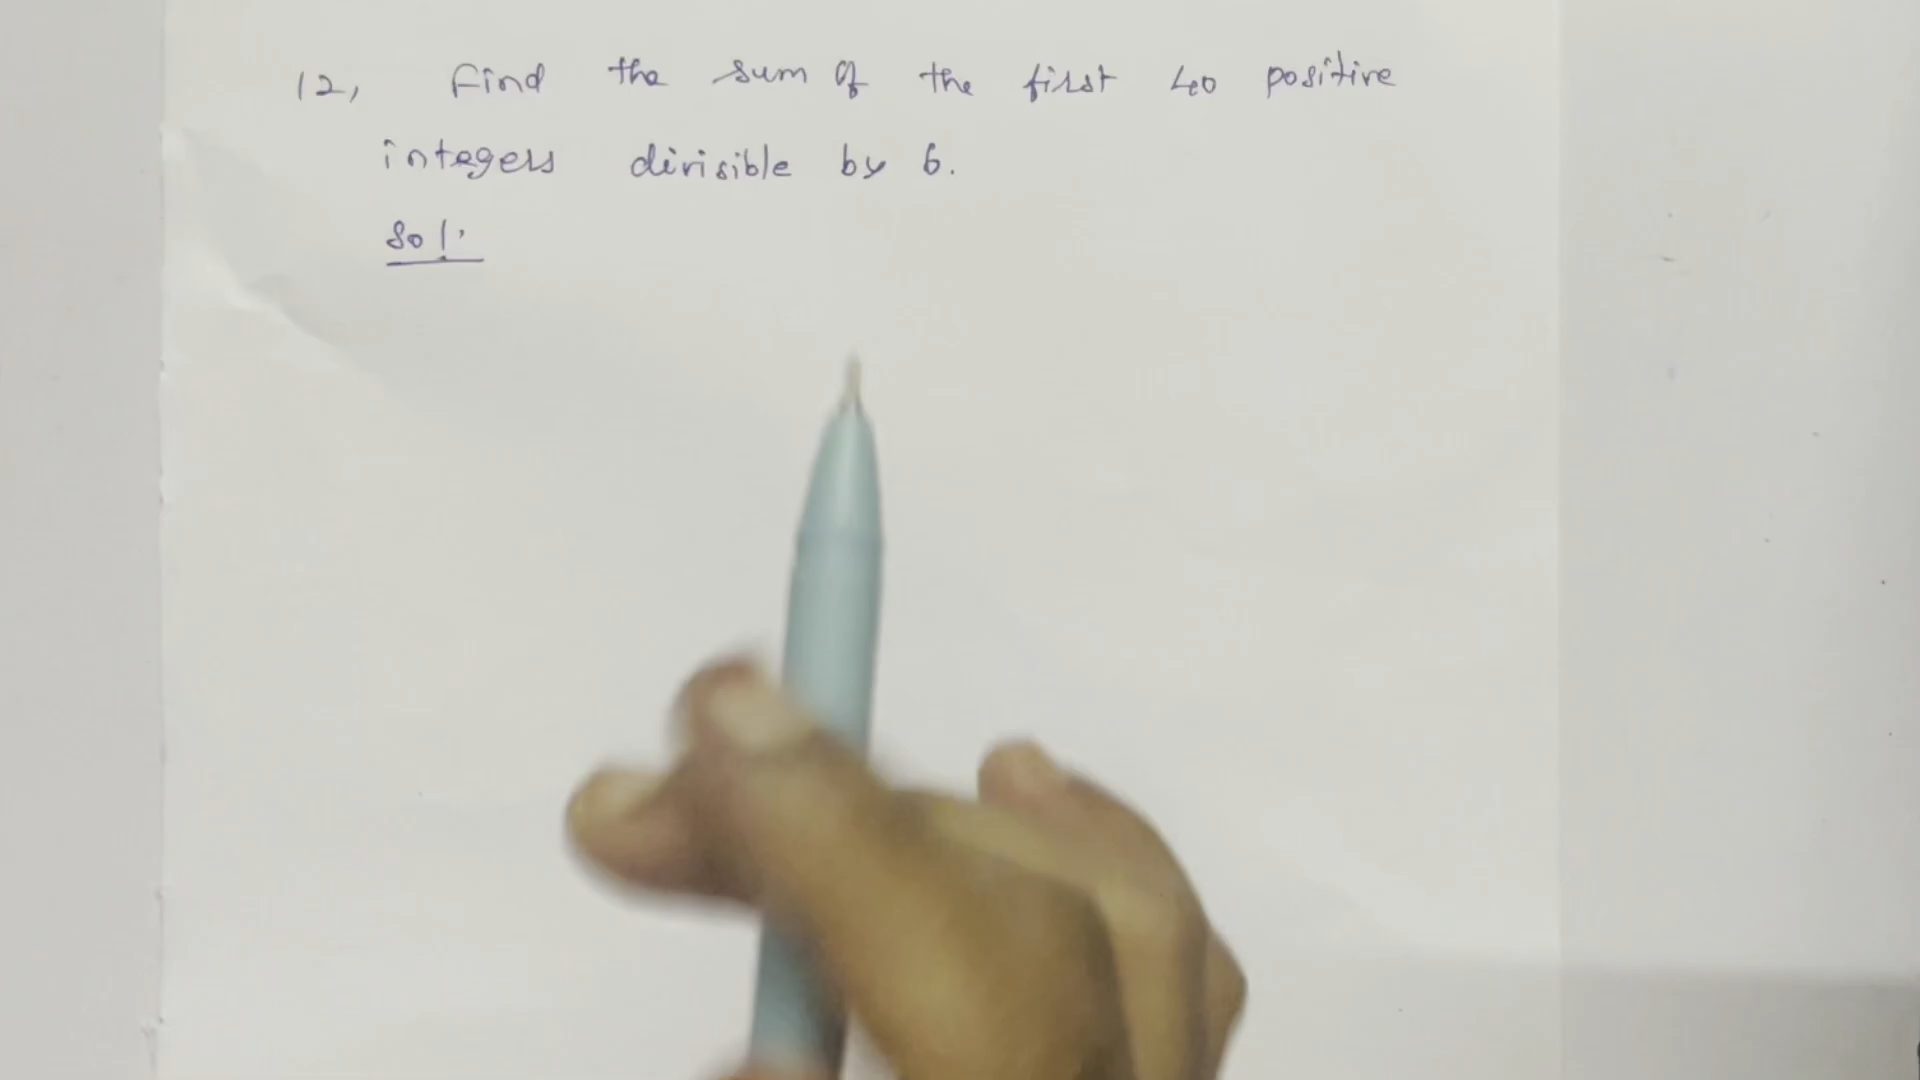 12, Find the sum of the first 40 positive
integers divisible by 6.
Sol: